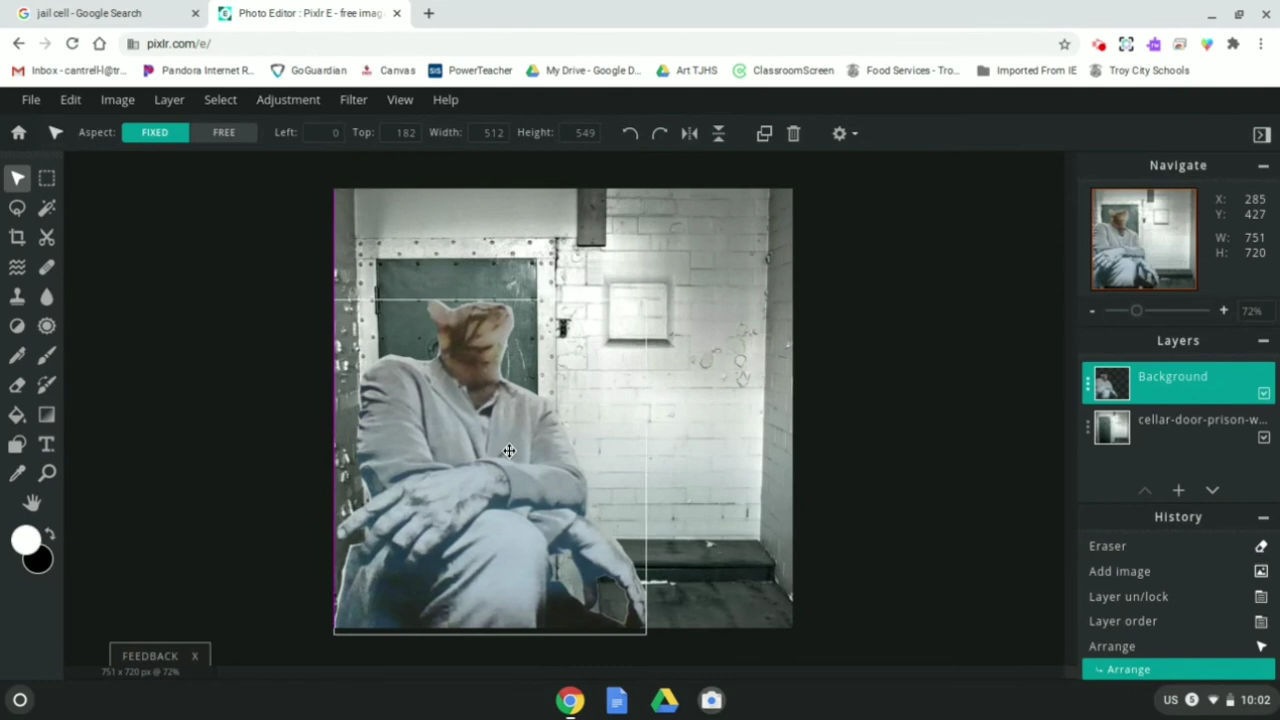 jail cell - Google Search
Photo Editor : Pixlr E - free imag
pixlr.com/e/
Inbox - cantrell-l@tr...
Pandora Internet R...
GoGuardian
Canvas
PowerTeacher
My Drive - Google D...
Art TJHS
ClassroomScreen
Food Services - Tro...
Imported From IE
Troy City Schools
File Edit Image Layer Select Adjustment Filter View Help
Aspect: FIXED FREE Left: 0 Top: 182 Width: 512 Height: 549
Navigate
X: 285
Y: 427
W: 751
H: 720
72%
Layers
Background
cellar-door-prison-w...
History
Eraser
Add image
Layer un/lock
Layer order
Arrange
Arrange
FEEDBACK X
751 x 720 px @ 72%
US 5 10:02